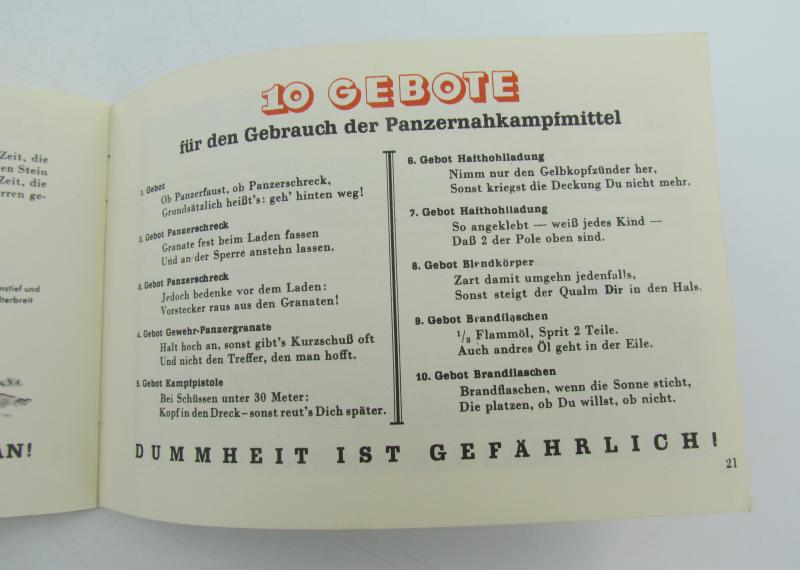 Zeit, die
en Stein
Zeit, die
rren ge-
nstief und
lterbreit
AN!
10 GEBOTE
für den Gebrauch der Panzernahkampfmittel
1. Gebot
Ob Panzerfaust, ob Panzerschreck,
Grundsätzlich heißt's: geh' hinten weg!
2. Gebot Panzerschreck
Granate fest beim Laden fassen
Und an der Sperre anstehn lassen.
3. Gebot Panzerschreck
Jedoch bedenke vor dem Laden:
Vorstecker raus aus den Granaten!
4. Gebot Gewehr-Panzergranate
Halt hoch an, sonst gibt's Kurzschuß oft
Und nicht den Treffer, den man hofft.
5. Gebot Kampfpistole
Bei Schüssen unter 30 Meter:
Kopf in den Dreck – sonst reut's Dich später.
6. Gebot Hafthohlladung
Nimm nur den Gelbkopfzünder her,
Sonst kriegst die Deckung Du nicht mehr.
7. Gebot Hafthohlladung
So angeklebt — weiß jedes Kind —
Daß 2 der Pole oben sind.
8. Gebot Blendkörper
Zart damit umgehn jedenfalls,
Sonst steigt der Qualm Dir in den Hals.
9. Gebot Brandflaschen
1/3 Flammöl, Sprit 2 Teile.
Auch andres Öl geht in der Eile.
10. Gebot Brandflaschen
Brandflaschen, wenn die Sonne sticht,
Die platzen, ob Du willst, ob nicht.
DUMMHEIT IST GEFÄHRLICH!
21